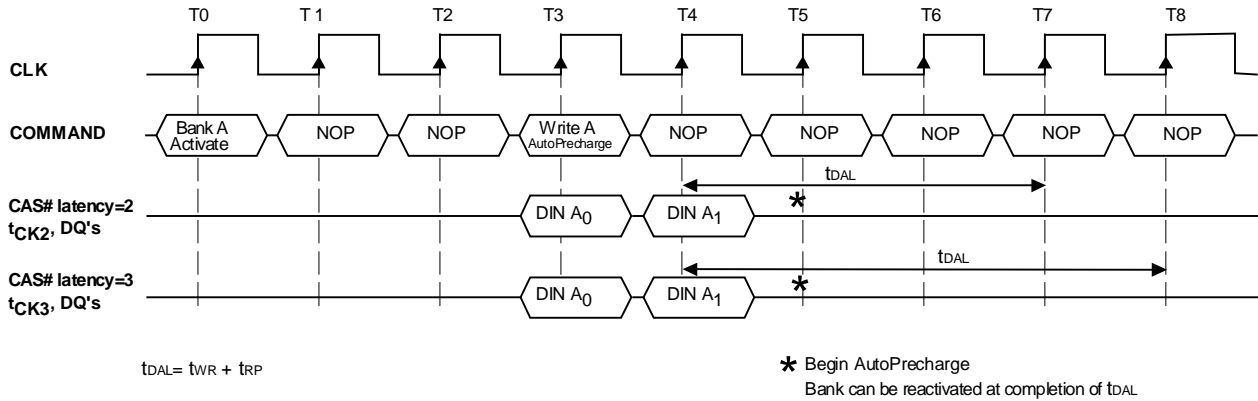 T0 T 1 T2 T3 T4 T5 T6 T7 T8
CLK
COMMAND Bank A Activate NOP NOP Write A AutoPrecharge NOP NOP NOP NOP NOP
tDAL
CAS# latency=2
tCK2, DQ's
DIN A0 DIN A1 *
tDAL
CAS# latency=3
tCK3, DQ's
DIN A0 DIN A1 *
tDAL= tWR + tRP
* Begin AutoPrecharge
Bank can be reactivated at completion of tDAL